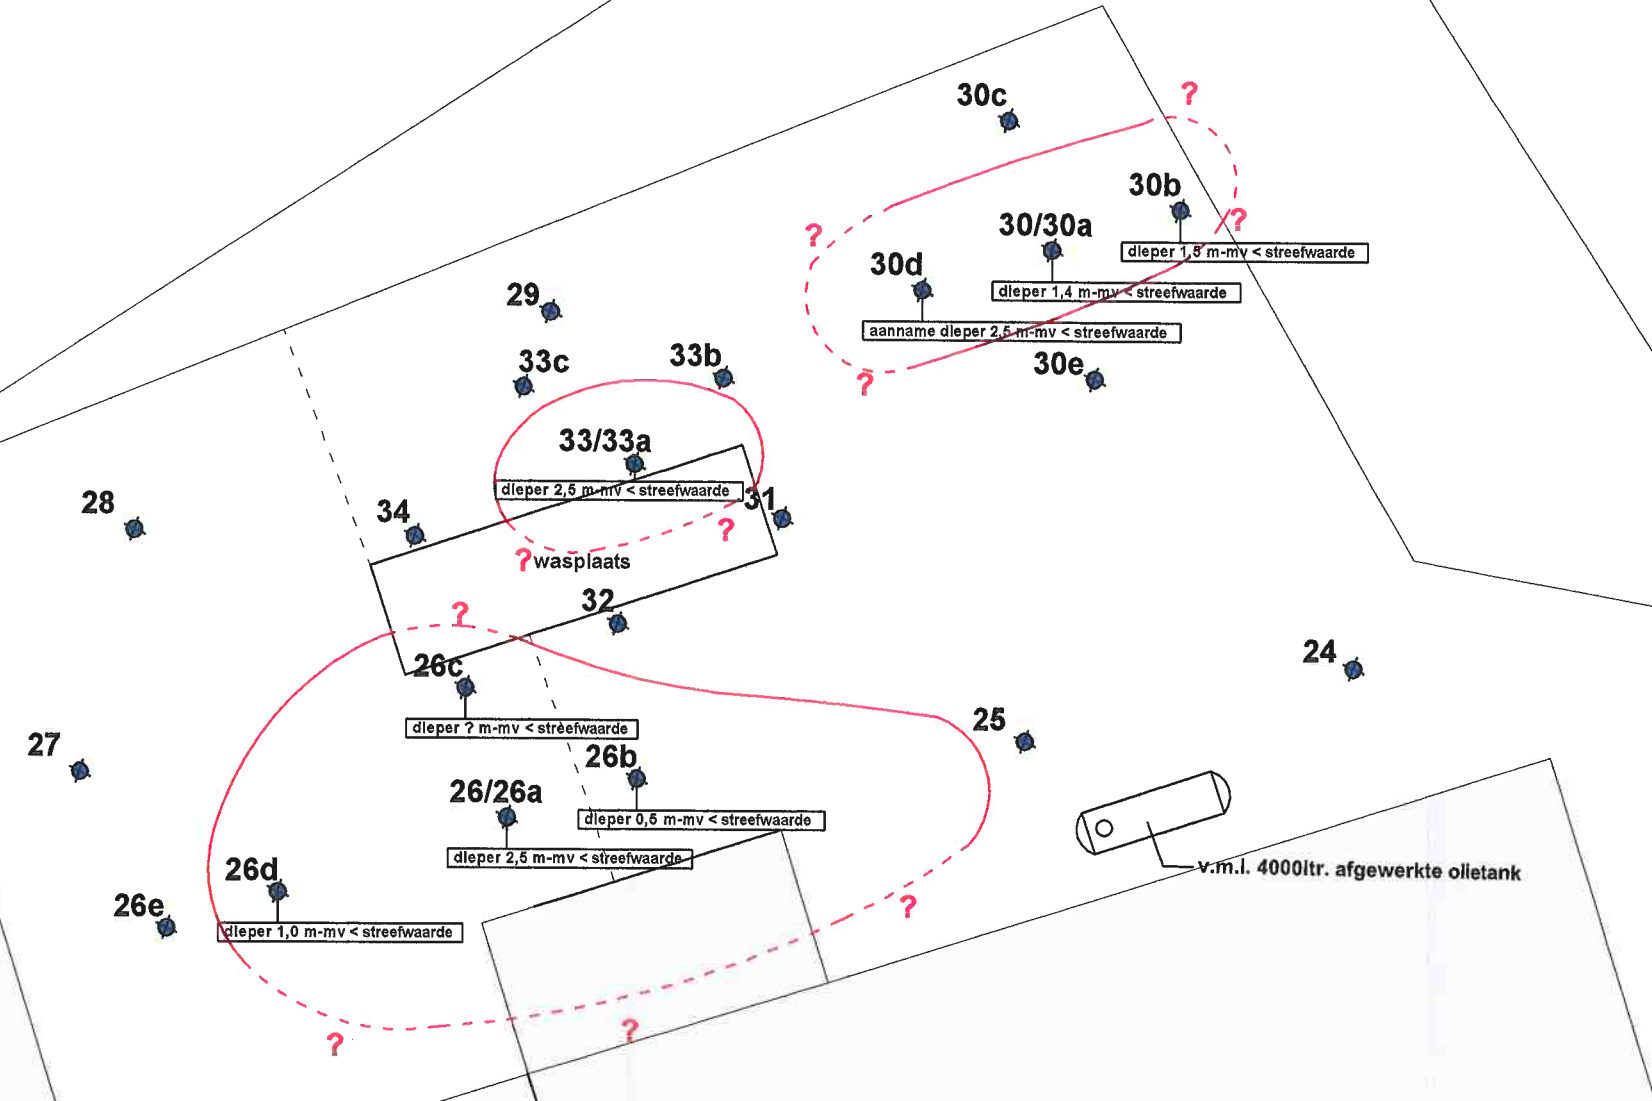 30c
?
30b
?
30/30a
?
dieper 1,5 m-mv < streefwaarde
30d
dieper 1,4 m-mv < streefwaarde
29
aanname dieper 2,5 m-mv < streefwaarde
33c
33b
30e
?
33/33a
dieper 2,5 m-mv < streefwaarde
28
34
31
?
?
wasplaats
32
?
26c
24
dieper ? m-mv < streefwaarde
25
27
26b
26/26a
dieper 0,5 m-mv < streefwaarde
dieper 2,5 m-mv < streefwaarde
v.m.l. 4000ltr. afgewerkte olietank
26d
26e
?
dieper 1,0 m-mv < streefwaarde
?
?